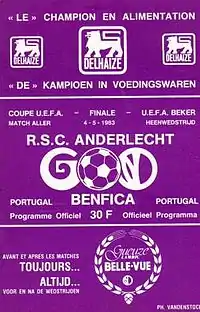 « LE » CHAMPION EN ALIMENTATION
DELHAIZE DELHAIZE
DELHAIZE
« DE » KAMPIOEN IN VOEDINGSWAREN
COUPE U.E.F.A. - FINALE - U.E.F.A. BEKER
MATCH ALLER 4-5-1983 HEENWEDSTRIJD
R.S.C. ANDERLECHT
PORTUGAL BENFICA PORTUGAL
Programme Officiel 30 F Officieel Programma
AVANT ET APRES LES MATCHES
TOUJOURS...
ALTIJD...
VOOR EN NA DE WEDSTRIJDEN
Gueuze
BELLE-VUE
PH. VANDENSTOCK